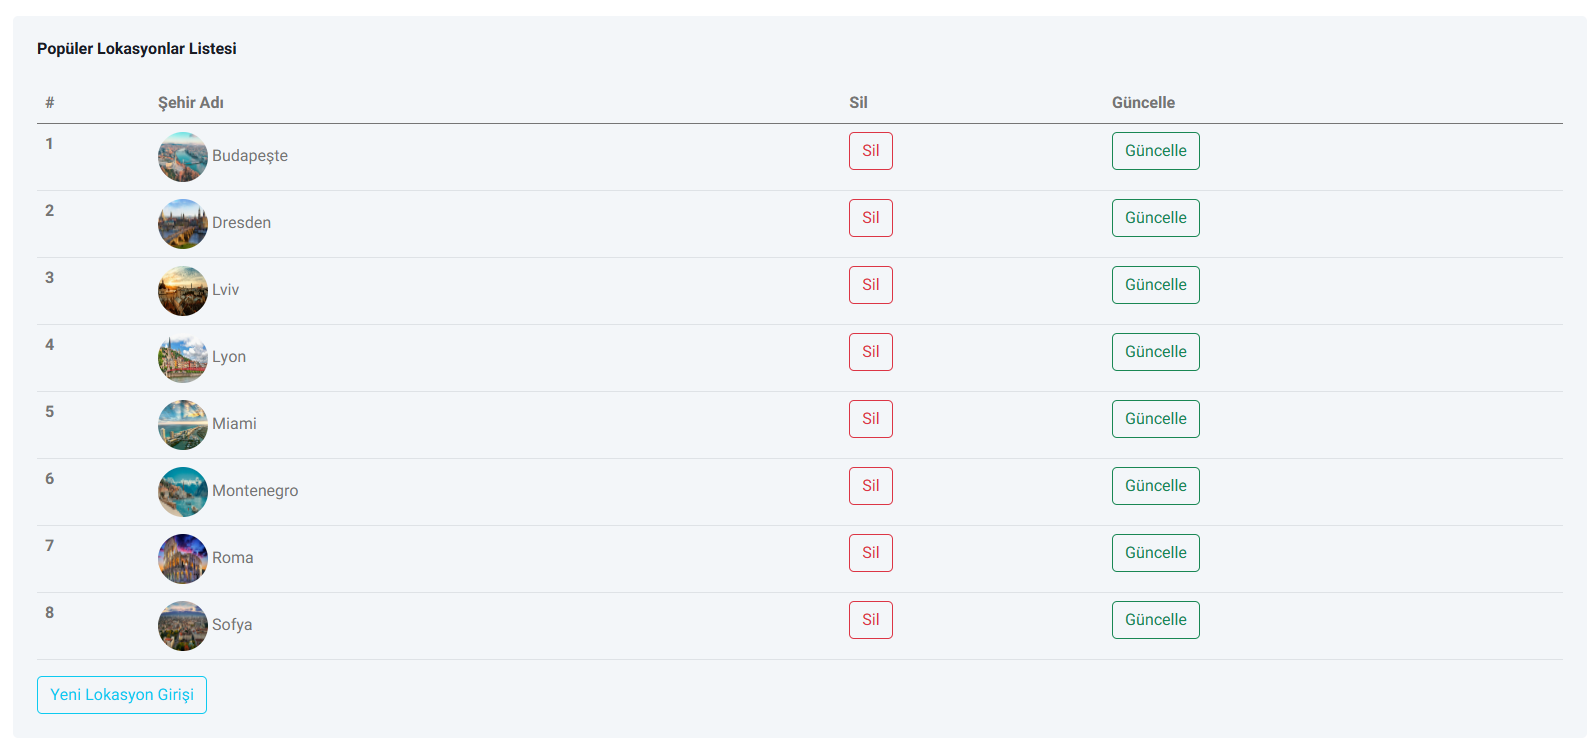 Popüler Lokasyonlar Listesi
# Şehir Adı Sil Güncelle
1 Budapeşte Sil Güncelle
2 Dresden Sil Güncelle
3 Lviv Sil Güncelle
4 Lyon Sil Güncelle
5 Miami Sil Güncelle
6 Montenegro Sil Güncelle
7 Roma Sil Güncelle
8 Sofya Sil Güncelle
Yeni Lokasyon Girişi